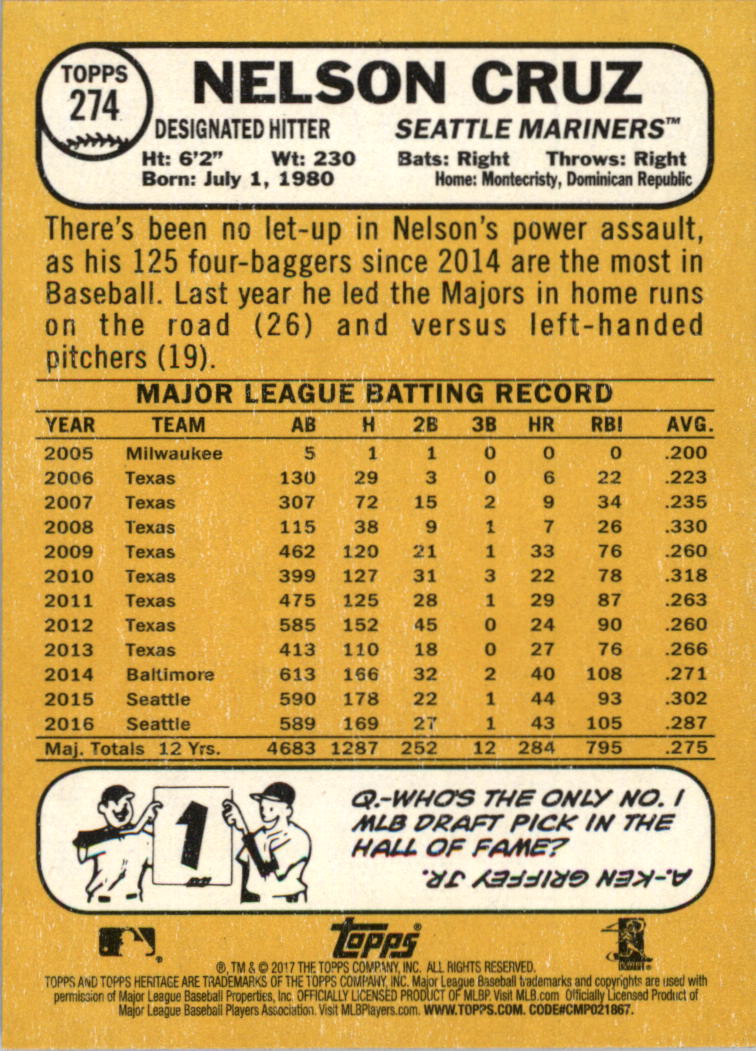 TOPPS
274
NELSON CRUZ
DESIGNATED HITTER SEATTLE MARINERS™
Ht: 6'2" Wt: 230 Bats: Right Throws: Right
Born: July 1, 1980 Home: Montecristy, Dominican Republic
There's been no let-up in Nelson's power assault,
as his 125 four-baggers since 2014 are the most in
Baseball. Last year he led the Majors in home runs
on the road (26) and versus left-handed
pitchers (19).
MAJOR LEAGUE BATTING RECORD
YEAR TEAM AB H 2B 3B HR RBI AVG.
2005 Milwaukee 5 1 1 0 0 0 .200
2006 Texas 130 29 3 0 6 22 .223
2007 Texas 307 72 15 2 9 34 .235
2008 Texas 115 38 9 1 7 26 .330
2009 Texas 462 120 21 1 33 76 .260
2010 Texas 399 127 31 3 22 78 .318
2011 Texas 475 125 28 1 29 87 .263
2012 Texas 585 152 45 0 24 90 .260
2013 Texas 413 110 18 0 27 76 .266
2014 Baltimore 613 166 32 2 40 108 .271
2015 Seattle 590 178 22 1 44 93 .302
2016 Seattle 589 169 27 1 43 105 .287
Maj. Totals 12 Yrs. 4683 1287 252 12 284 795 .275
1
Q.-WHO'S THE ONLY NO. 1
MLB DRAFT PICK IN THE
HALL OF FAME?
A.-KEN GRIFFEY JR.
Topps
®, TM & © 2017 THE TOPPS COMPANY, INC. ALL RIGHTS RESERVED.
TOPPS AND TOPPS HERITAGE ARE TRADEMARKS OF THE TOPPS COMPANY, INC. Major League Baseball trademarks and copyrights are used with
permission of Major League Baseball Properties, Inc. OFFICIALLY LICENSED PRODUCT OF MLBP. Visit MLB.com Officially Licensed Product of
Major League Baseball Players Association. Visit MLBPlayers.com. WWW.TOPPS.COM. CODE#CMP021867.